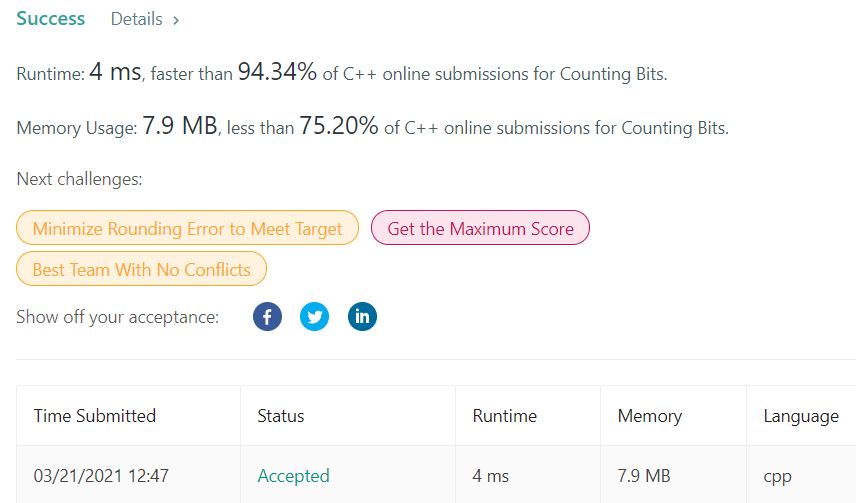 Success Details >
Runtime: 4 ms, faster than 94.34% of C++ online submissions for Counting Bits.
Memory Usage: 7.9 MB, less than 75.20% of C++ online submissions for Counting Bits.
Next challenges:
Minimize Rounding Error to Meet Target Get the Maximum Score
Best Team With No Conflicts
Show off your acceptance: f in
Time Submitted Status Runtime Memory Language
03/21/2021 12:47 Accepted 4 ms 7.9 MB cpp